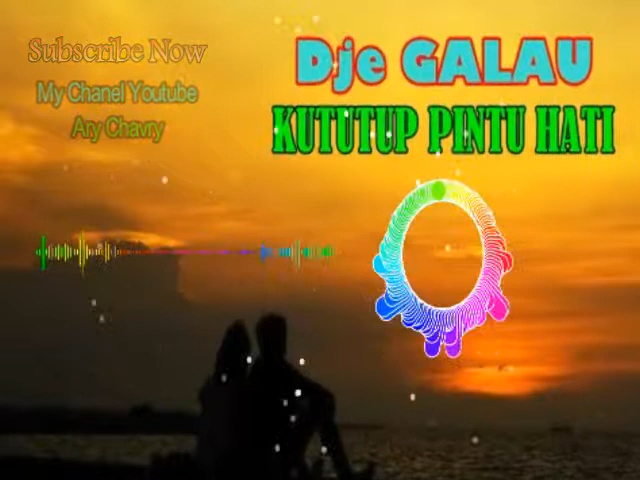 Subscribe Now
My Chanel Youtube
Ary Chavry
Dje GALAU
KUTUTUP PINTU HATI